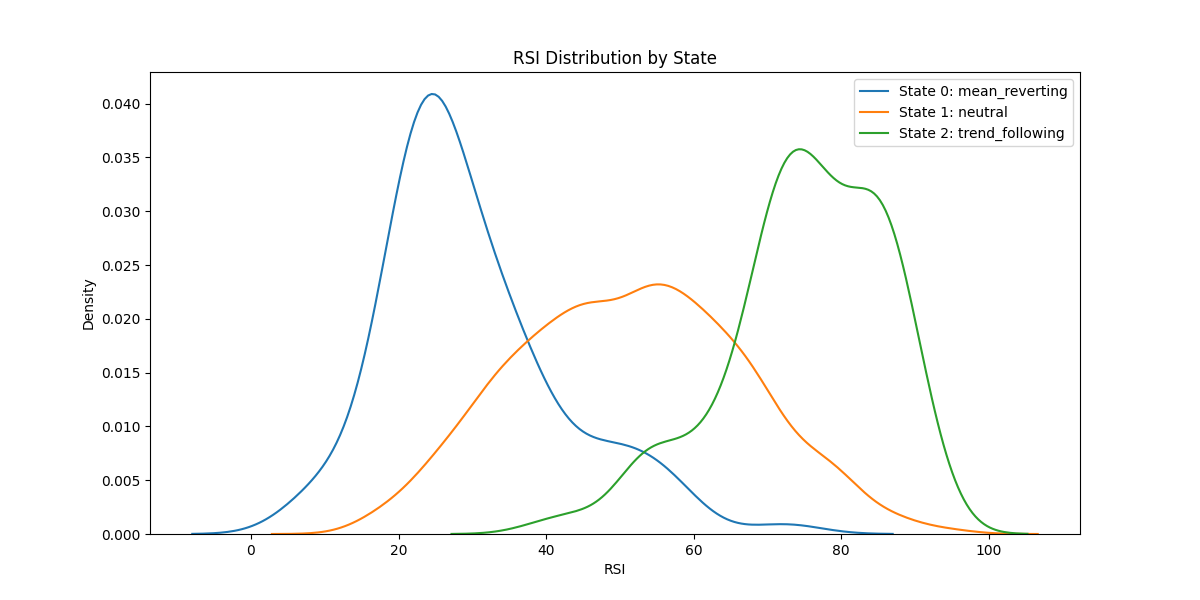 RSI Distribution by State
State 0: mean_reverting
State 1: neutral
State 2: trend_following
Density
0.040
0.035
0.030
0.025
0.020
0.015
0.010
0.005
0.000
0 20 40 60 80 100
RSI